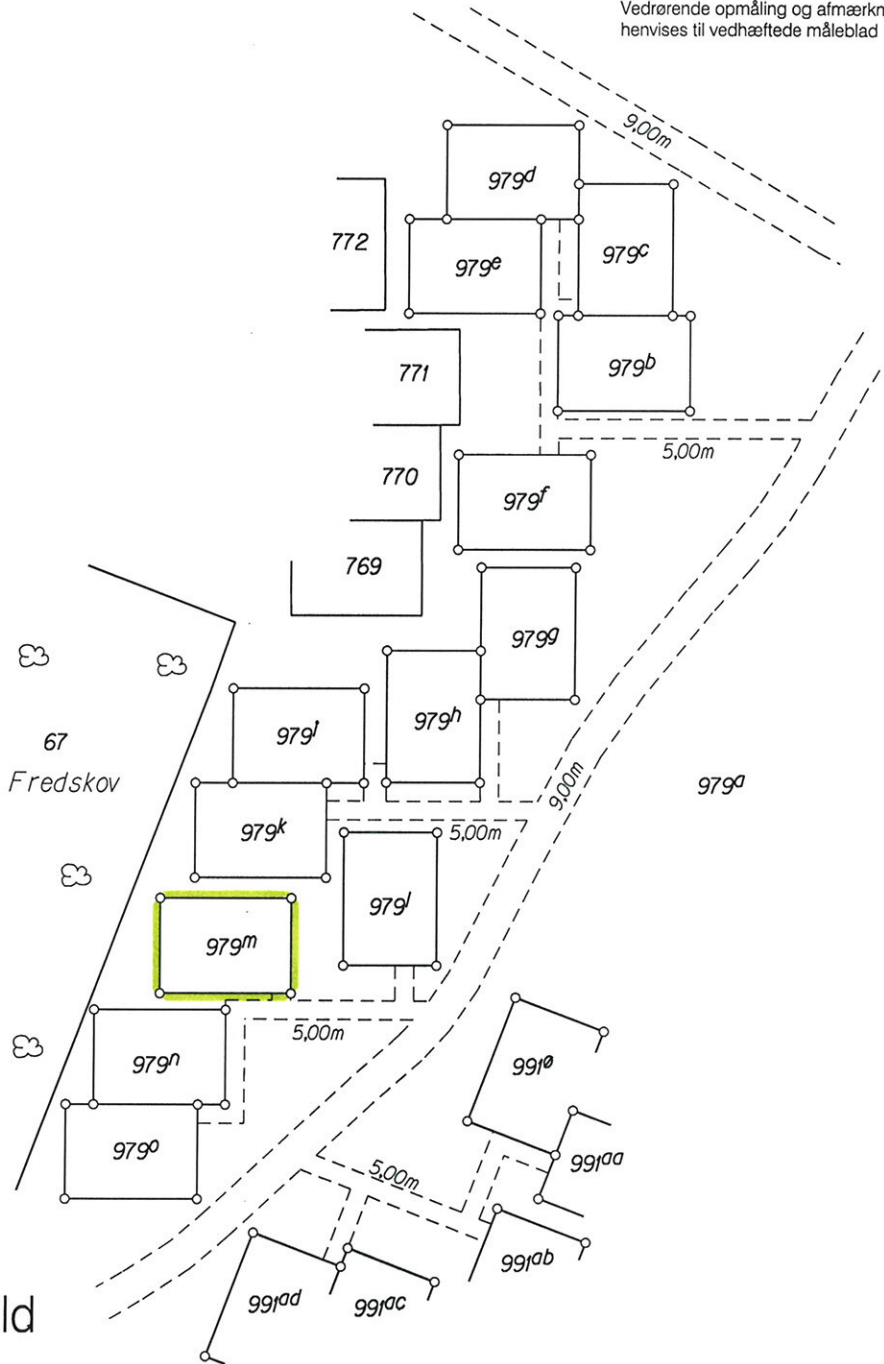 Vedrørende opmåling og afmærkn
henvises til vedhæftede måleblad
9,00m
979d
772
979e
979c
771
979b
5,00m
770
979f
769
979g
979h
979i
67
Fredskov
979a
9,00m
979k
5,00m
979l
979m
5,00m
979n
991ø
979o
991aa
5,00m
991ab
991ad
991ac
ld